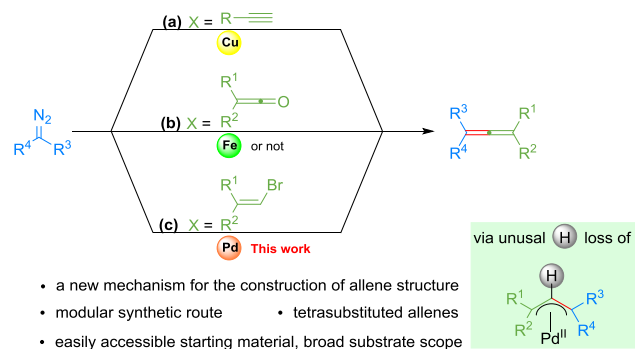 (a) X = R
Cu
R¹
(b) X = O
R²
Fe or not
N₂
R⁴ R³
R³ R¹
R⁴ R²
R¹ Br
(c) X =
R²
Pd This work
via unusal H loss of
H
R¹ R³
R² R⁴
Pdᴵᴵ
• a new mechanism for the construction of allene structure
• modular synthetic route • tetrasubstituted allenes
• easily accessible starting material, broad substrate scope